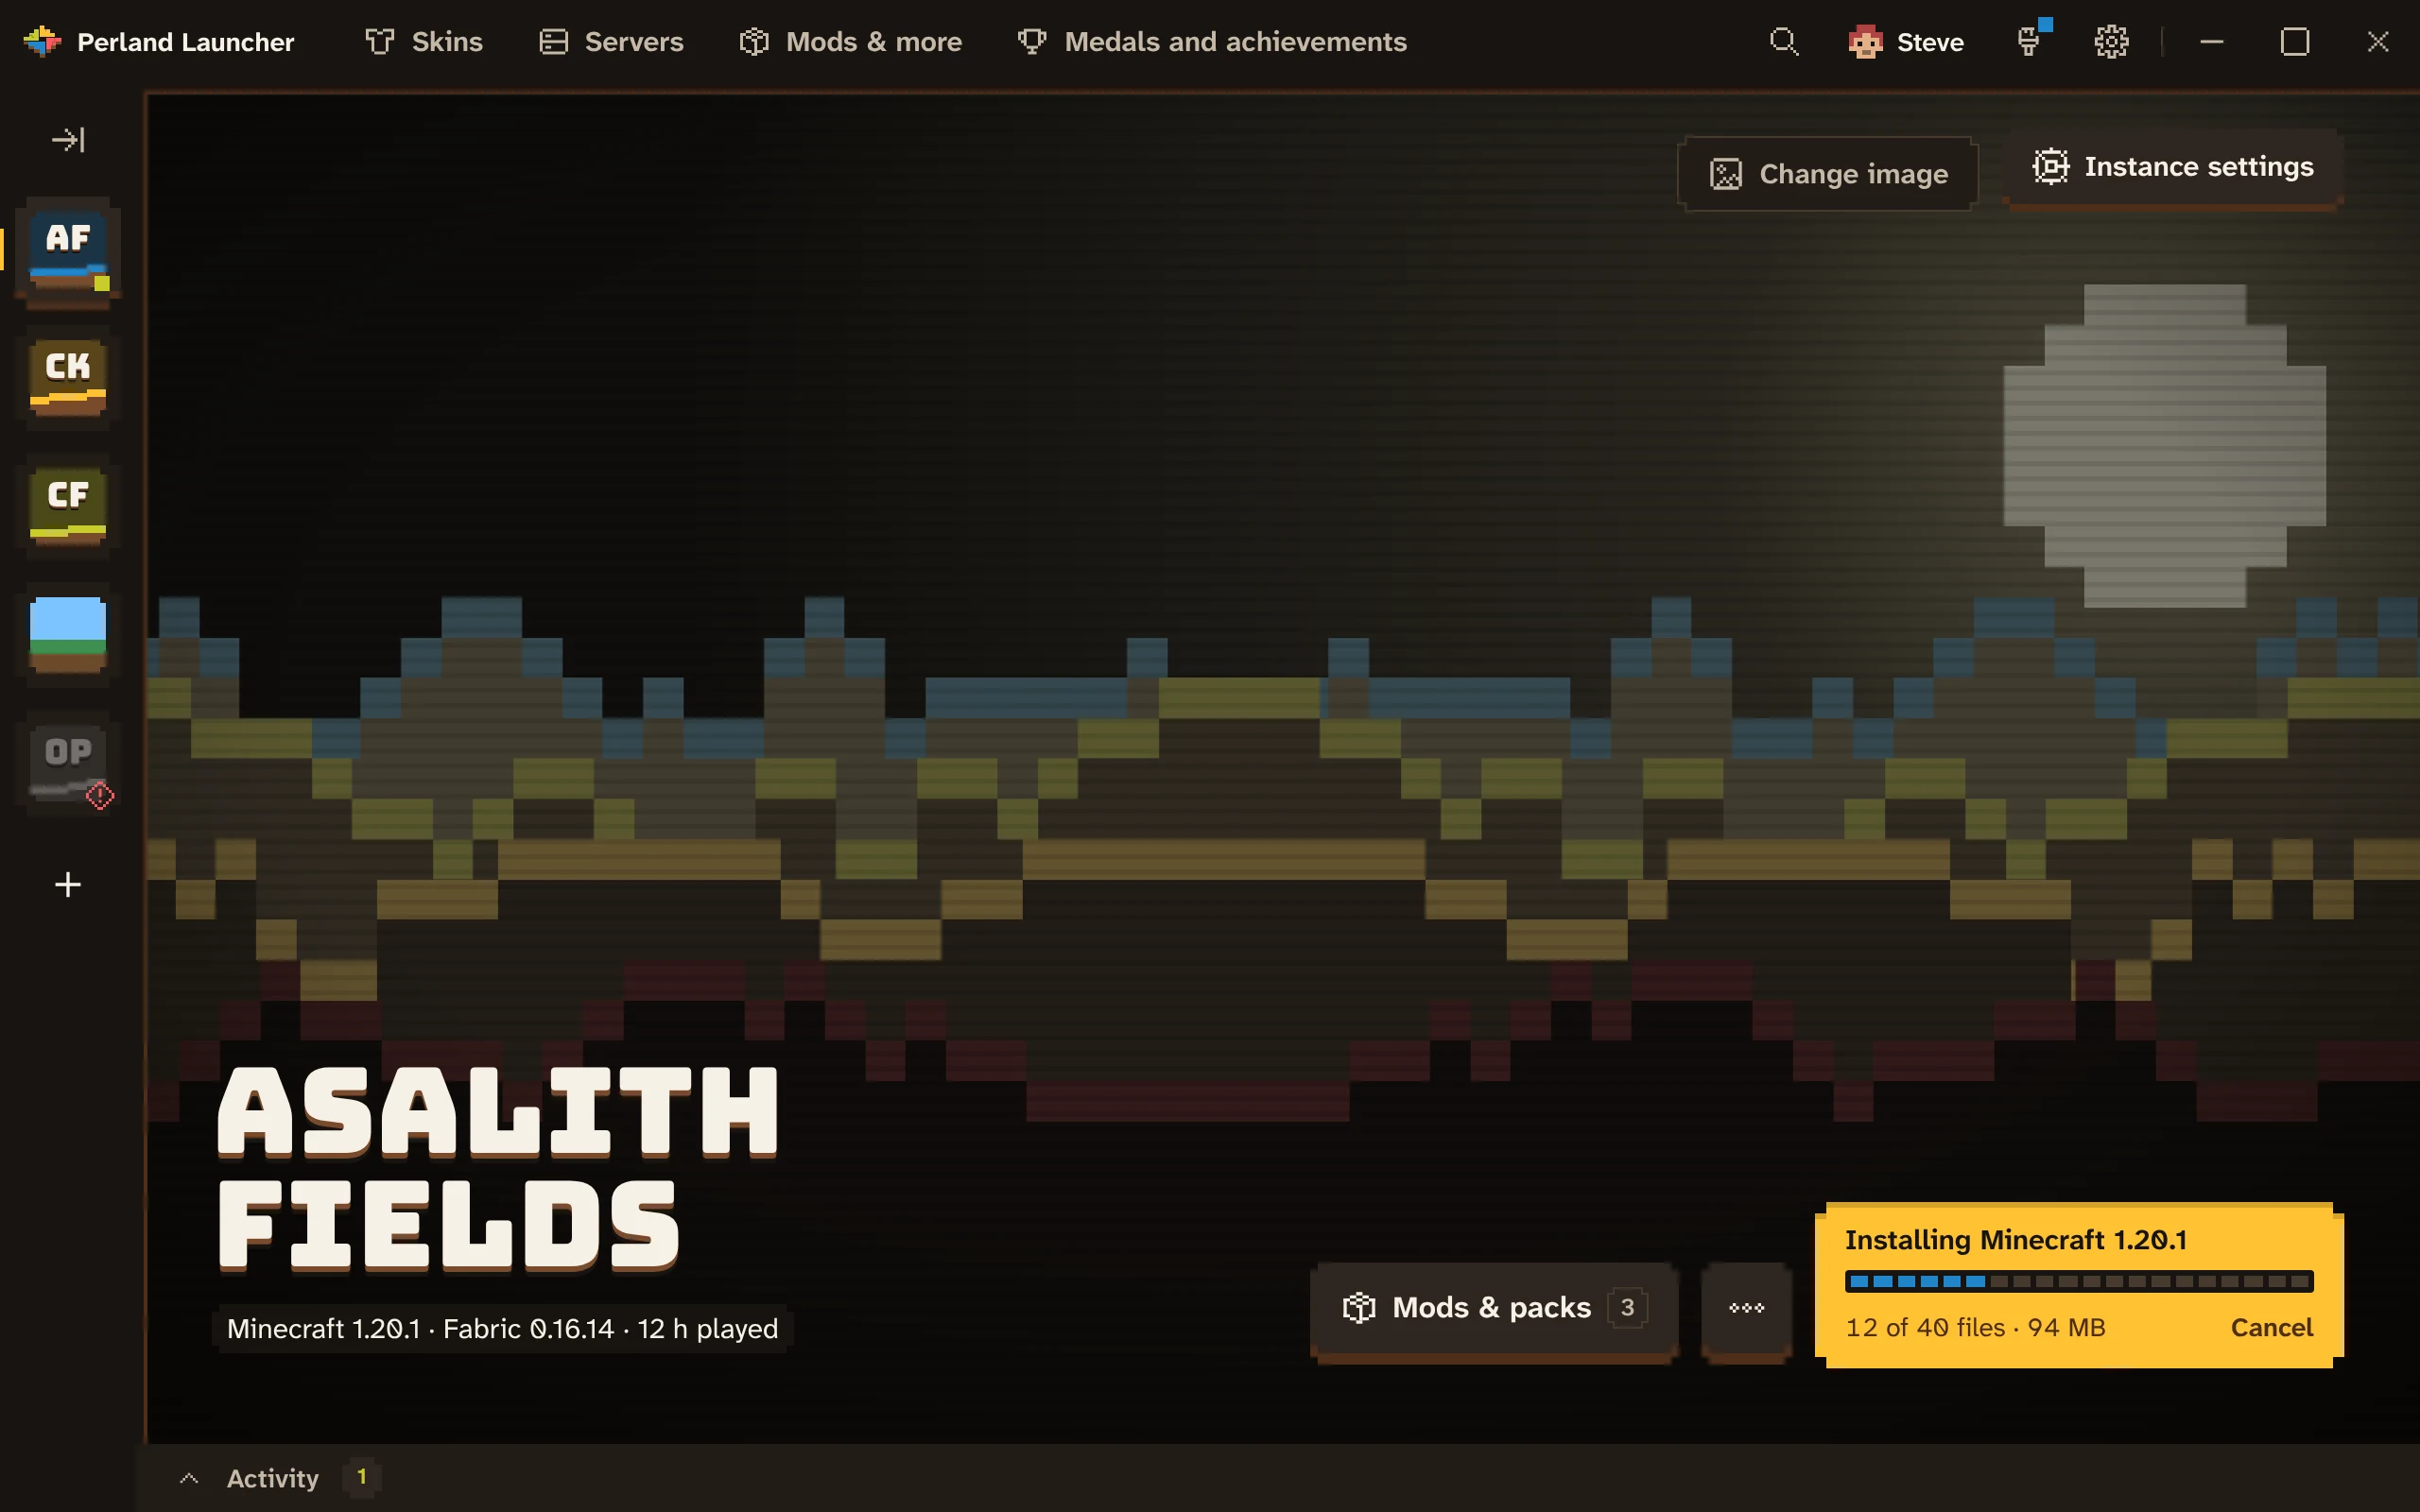 Perland Launcher
Skins
Servers
Mods & more
Medals and achievements
Steve
Change image
Instance settings
AF
CK
CF
OP
ASALITH
FIELDS
Minecraft 1.20.1 · Fabric 0.16.14 · 12 h played
Mods & packs 3
Installing Minecraft 1.20.1
12 of 40 files · 94 MB
Cancel
Activity 1